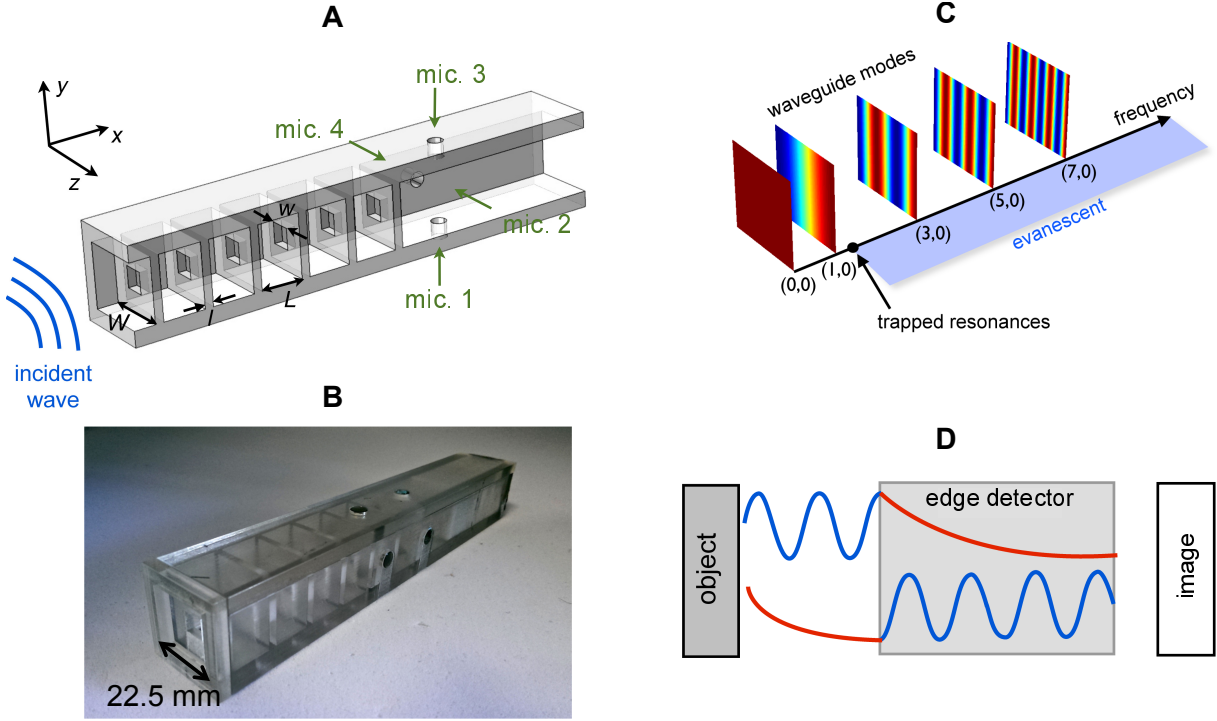 A
y
x
z
mic. 3
mic. 4
w
mic. 2
mic. 1
W
l
L
incident
wave
B
22.5 mm
C
waveguide modes
frequency
(0,0)
(1,0)
(3,0)
(5,0)
(7,0)
evanescent
trapped resonances
D
object
edge detector
image